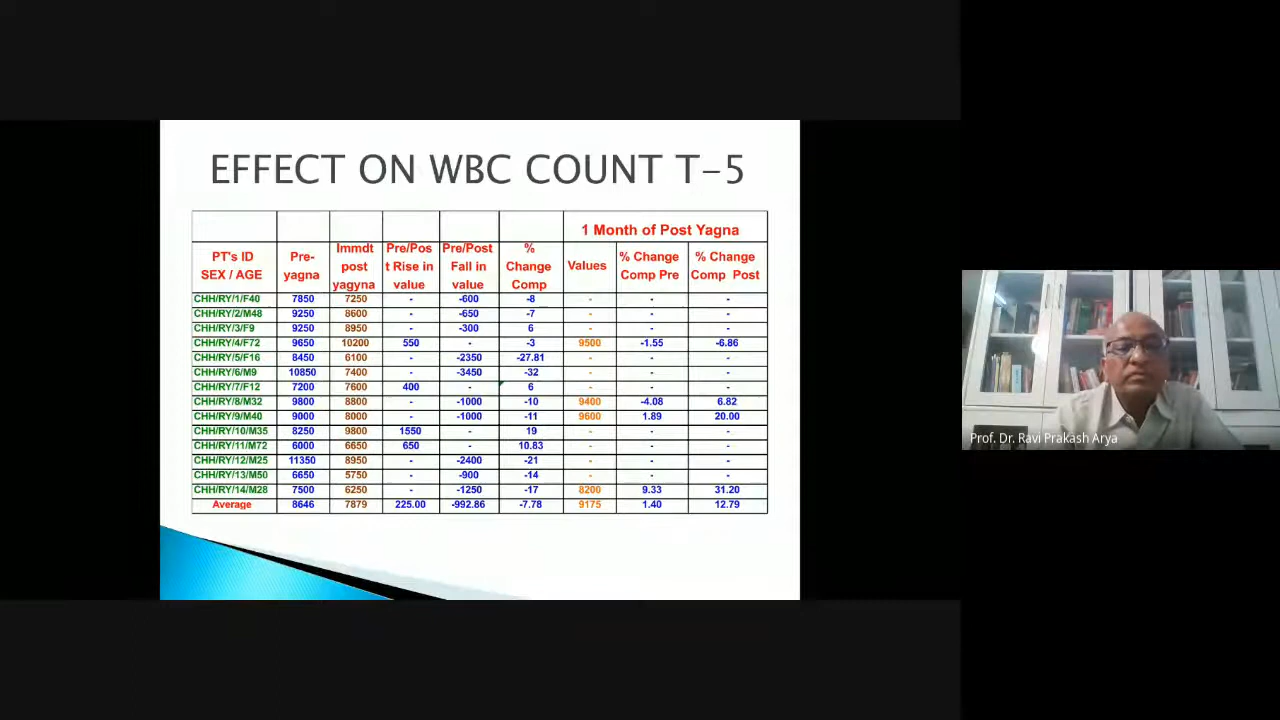 EFFECT ON WBC COUNT T-5
1 Month of Post Yagna
PT's ID SEX / AGE Pre-yagna Immdt post yagyna Pre/Pos t Rise in value Pre/Post Fall in value % Change Comp Values % Change Comp Pre % Change Comp Post
CHH/RY/1/F40 7850 7250 - -600 -8 - - -
CHH/RY/2/M48 9250 8600 - -650 -7 - - -
CHH/RY/3/F9 9250 8950 - -300 6 - - -
CHH/RY/4/F72 9650 10200 550 - -3 9500 -1.55 -6.86
CHH/RY/5/F16 8450 6100 - -2350 -27.81 - - -
CHH/RY/6/M9 10850 7400 - -3450 -32 - - -
CHH/RY/7/F12 7200 7600 400 - 6 - - -
CHH/RY/8/M32 9800 8800 - -1000 -10 9400 -4.08 6.82
CHH/RY/9/M40 9000 8000 - -1000 -11 9600 1.89 20.00
CHH/RY/10/M35 8250 9800 1550 - 19 - - -
CHH/RY/11/M72 6000 6650 650 - 10.83 - - -
CHH/RY/12/M25 11350 8950 - -2400 -21 - - -
CHH/RY/13/M50 6650 5750 - -900 -14 - - -
CHH/RY/14/M28 7500 6250 - -1250 -17 8200 9.33 31.20
Average 8646 7879 225.00 -992.86 -7.78 9175 1.40 12.79
Prof. Dr. Ravi Prakash Arya